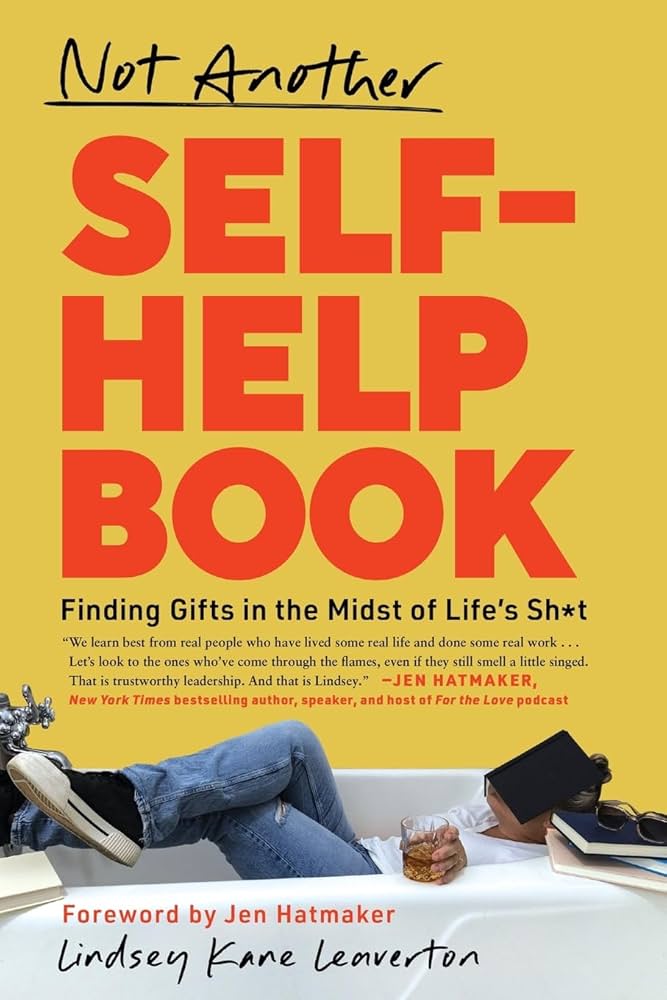 Not Another
SELF-
HELP
BOOK
Finding Gifts in the Midst of Life's Sh*t
“We learn best from real people who have lived some real life and done some real work . . .
Let's look to the ones who've come through the flames, even if they still smell a little singed.
That is trustworthy leadership. And that is Lindsey.” —JEN HATMAKER,
New York Times bestselling author, speaker, and host of For the Love podcast
Foreword by Jen Hatmaker
Lindsey Kane Leaverton